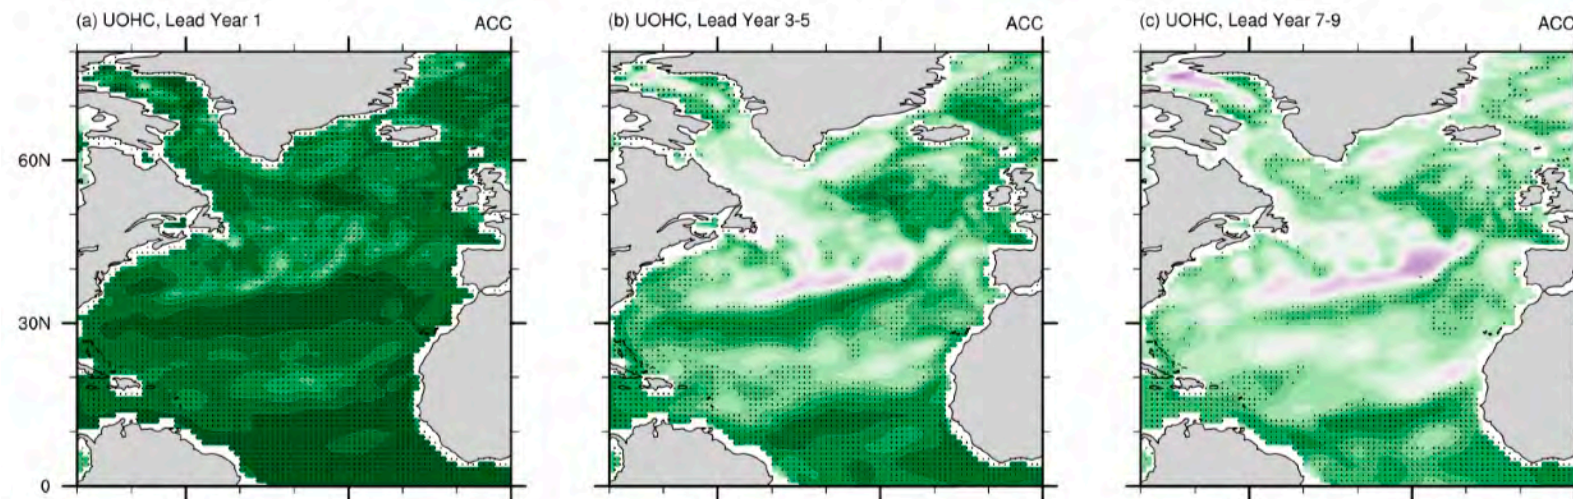 (a) UOHC, Lead Year 1 ACC
(b) UOHC, Lead Year 3-5 ACC
(c) UOHC, Lead Year 7-9 ACC
60N
30N
0